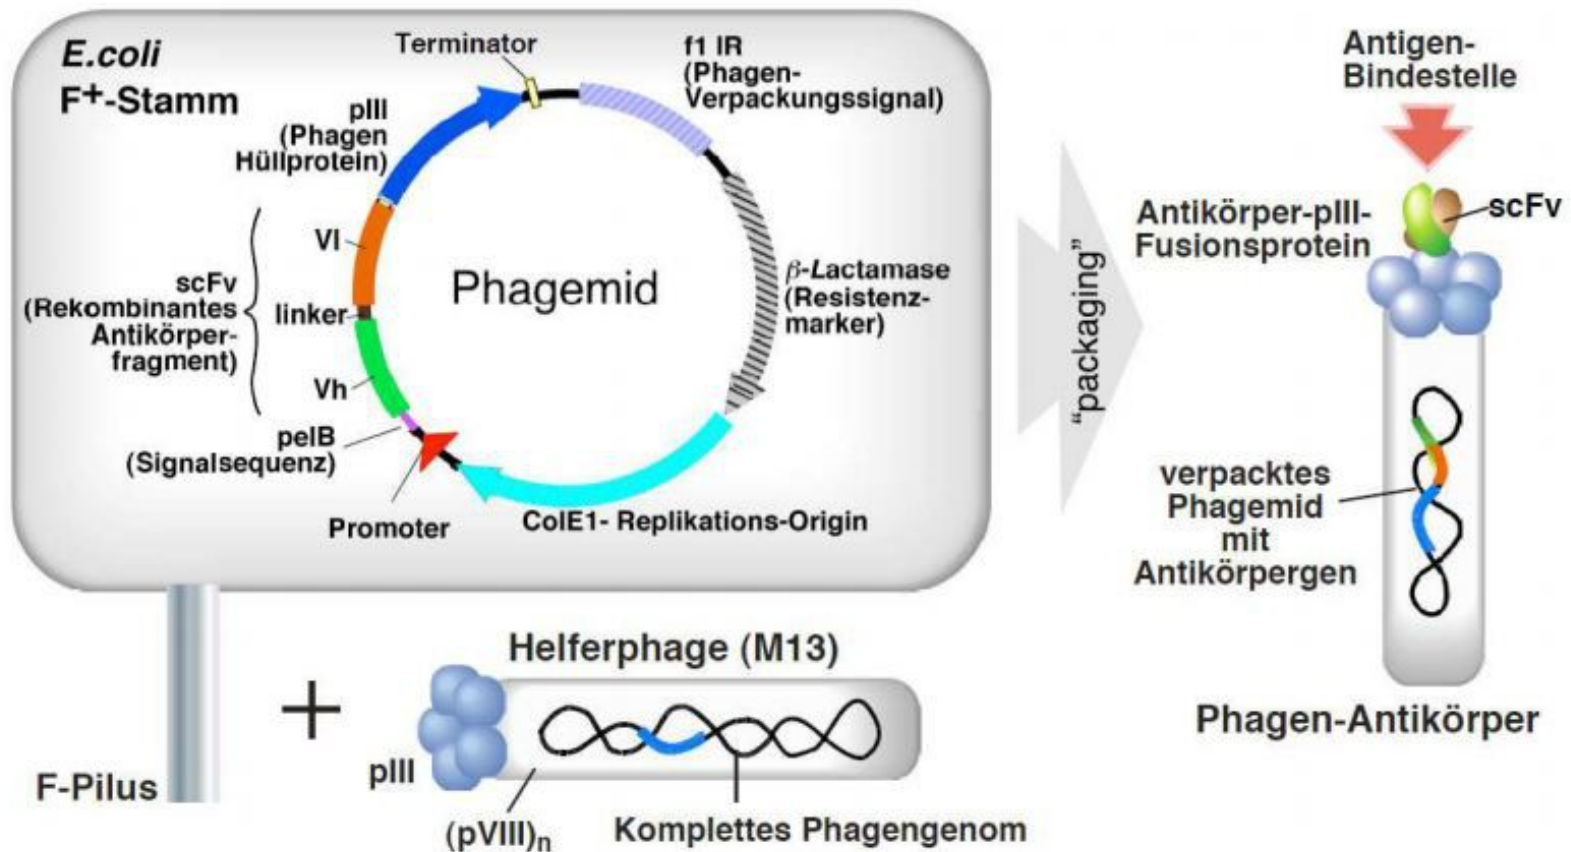 E.coli
F+-Stamm
Terminator
f1 IR
(Phagen-
Verpackungssignal)
pIII
(Phagen
Hüllprotein)
Vl
scFv
(Rekombinantes
Antikörper-
fragment)
linker
Vh
pelB
(Signalsequenz)
Promoter
Phagemid
β-Lactamase
(Resistenz-
marker)
ColE1- Replikations-Origin
F-Pilus
+
Helferphage (M13)
pIII
(pVIII)n
Komplettes Phagengenom
“packaging”
Antigen-
Bindestelle
Antikörper-pIII-
Fusionsprotein
scFv
verpacktes
Phagemid
mit
Antikörpergen
Phagen-Antikörper